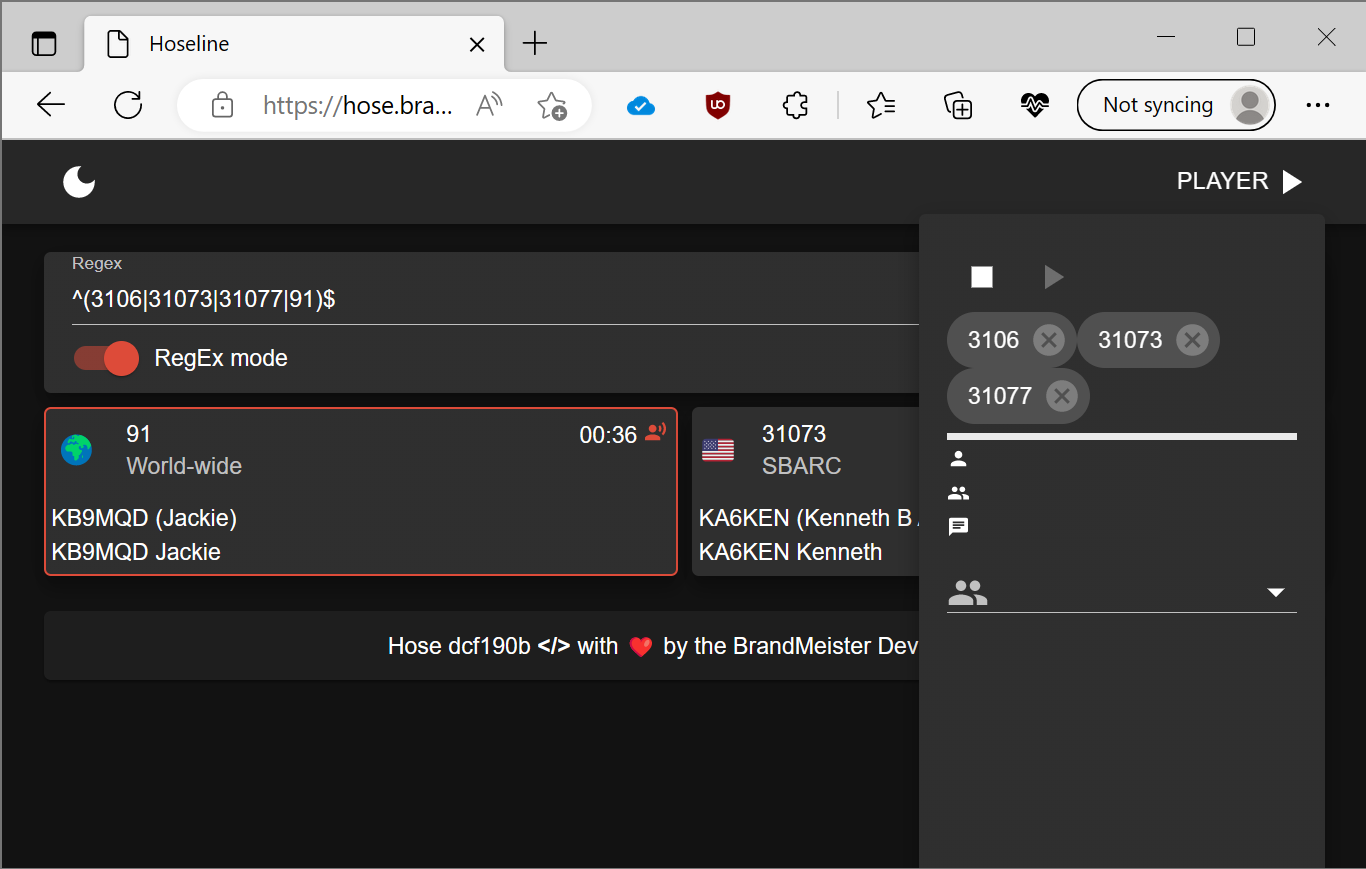 Hoseline
https://hose.bra...
Not syncing
PLAYER
Regex
^(3106|31073|31077|91)$
RegEx mode
3106
31073
31077
91
00:36
World-wide
KB9MQD (Jackie)
KB9MQD Jackie
31073
SBARC
KA6KEN (Kenneth B
KA6KEN Kenneth
Hose dcf190b </> with ❤️ by the BrandMeister Dev